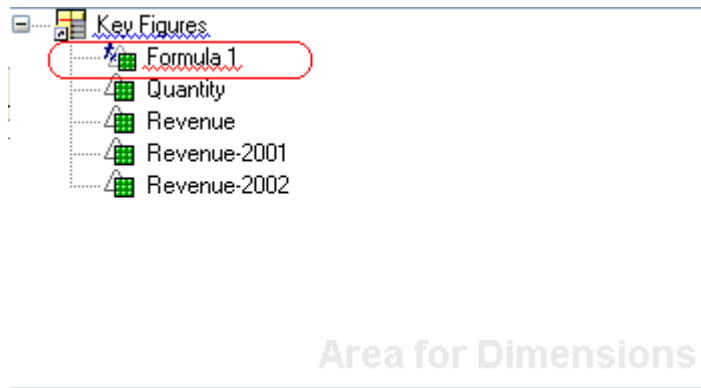 Key Figures
Formula 1
Quantity
Revenue
Revenue-2001
Revenue-2002
Area for Dimensions